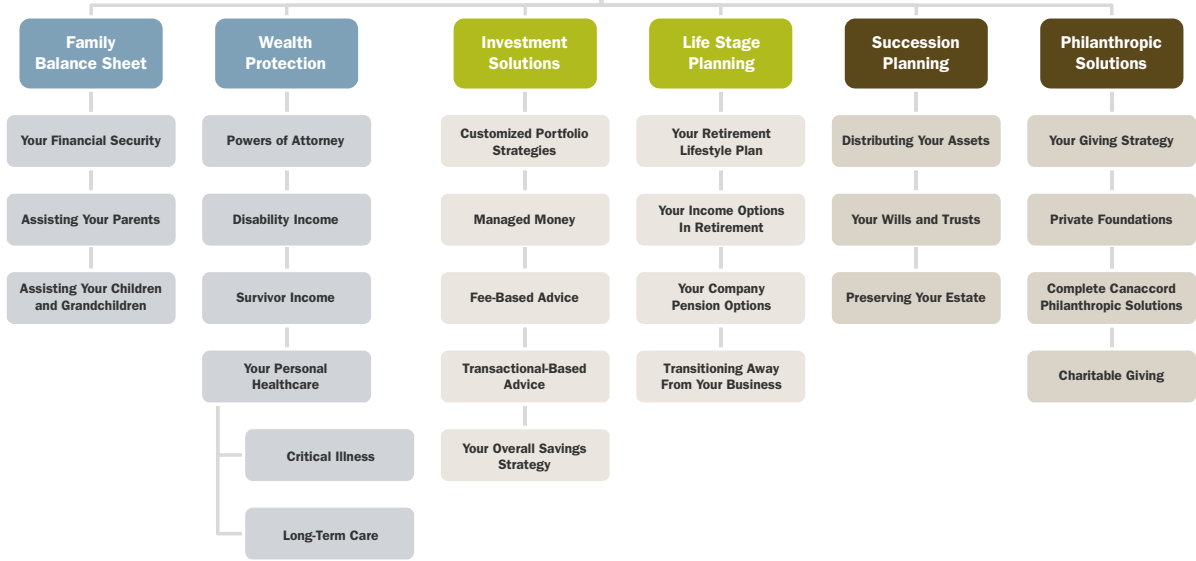 Family
Balance Sheet
Your Financial Security
Assisting Your Parents
Assisting Your Children
and Grandchildren
Wealth
Protection
Powers of Attorney
Disability Income
Survivor Income
Your Personal
Healthcare
Critical Illness
Long-Term Care
Investment
Solutions
Customized Portfolio
Strategies
Managed Money
Fee-Based Advice
Transactional-Based
Advice
Your Overall Savings
Strategy
Life Stage
Planning
Your Retirement
Lifestyle Plan
Your Income Options
In Retirement
Your Company
Pension Options
Transitioning Away
From Your Business
Succession
Planning
Distributing Your Assets
Your Wills and Trusts
Preserving Your Estate
Philanthropic
Solutions
Your Giving Strategy
Private Foundations
Complete Canaccord
Philanthropic Solutions
Charitable Giving